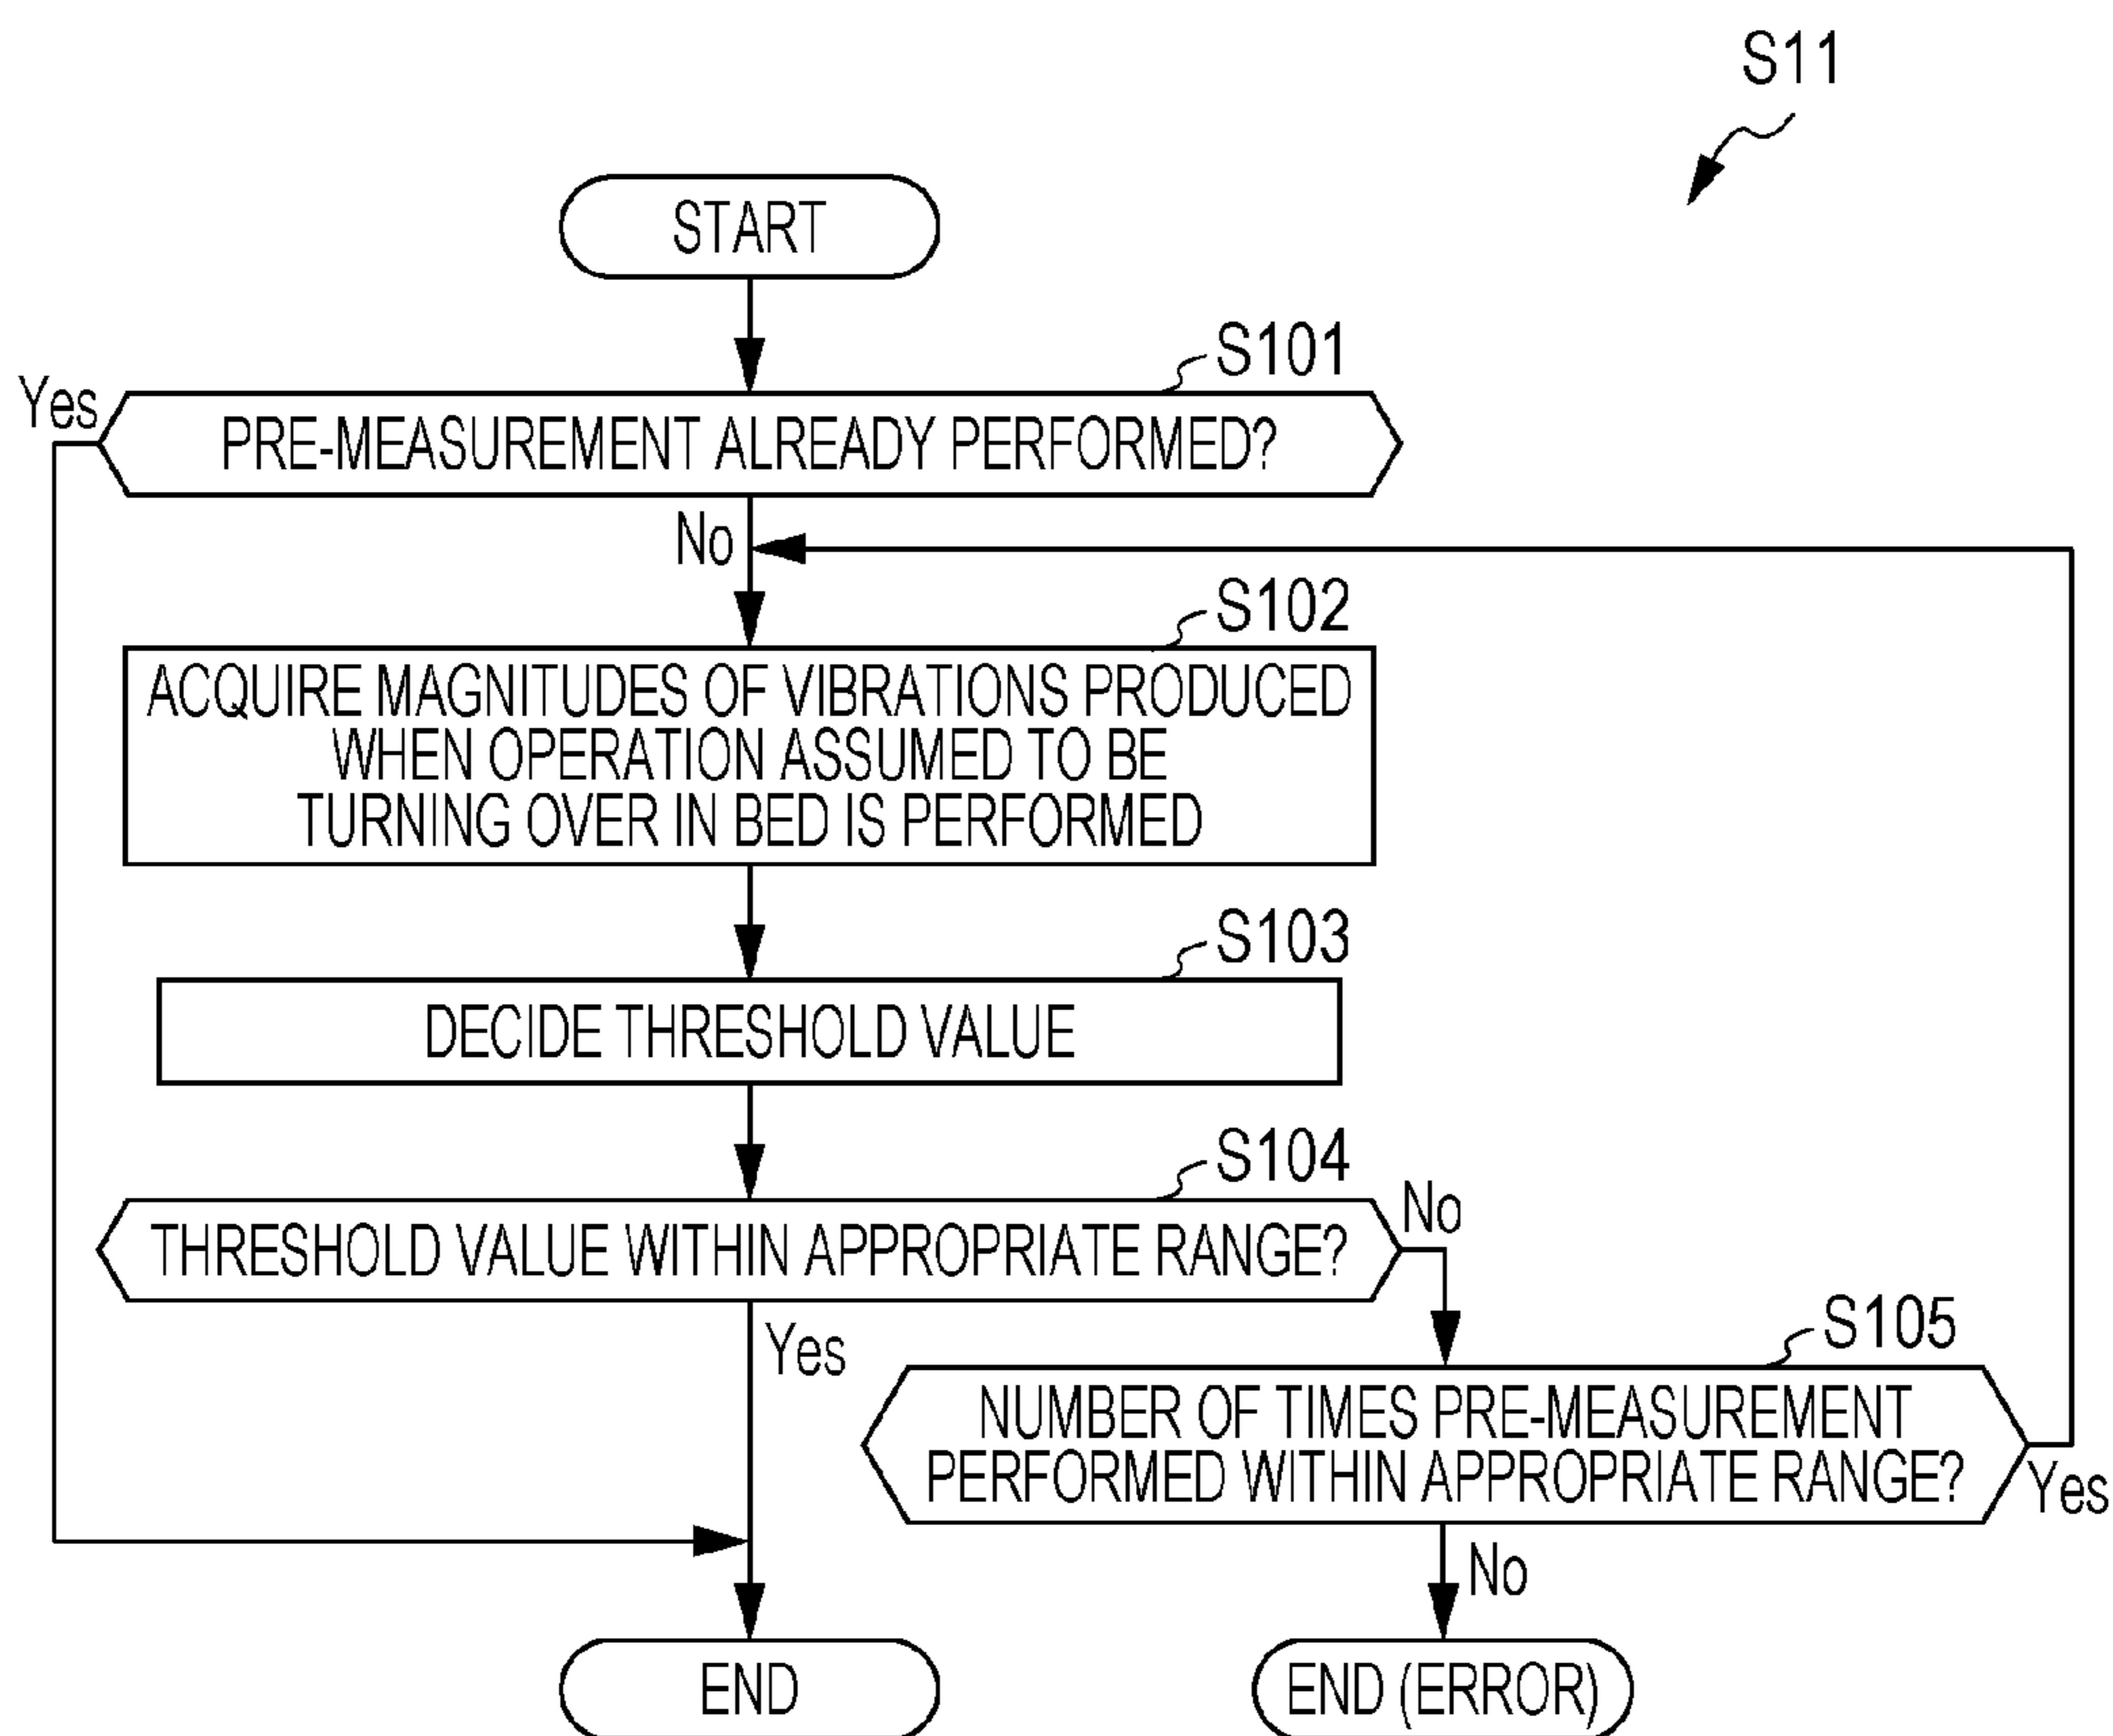 S11
START
S101
Yes
PRE-MEASUREMENT ALREADY PERFORMED?
No
S102
ACQUIRE MAGNITUDES OF VIBRATIONS PRODUCED
WHEN OPERATION ASSUMED TO BE
TURNING OVER IN BED IS PERFORMED
S103
DECIDE THRESHOLD VALUE
S104
THRESHOLD VALUE WITHIN APPROPRIATE RANGE?
No
Yes
S105
NUMBER OF TIMES PRE-MEASUREMENT
PERFORMED WITHIN APPROPRIATE RANGE?
Yes
No
END
END (ERROR)